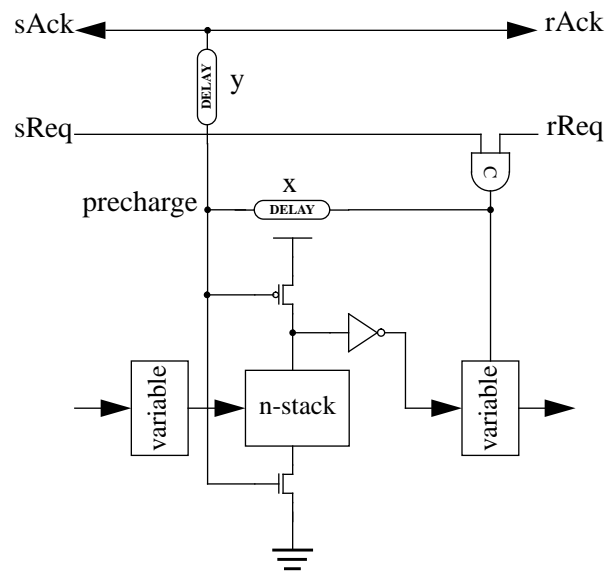 sAck
rAck
DELAY
y
sReq
rReq
C
x
precharge
DELAY
variable
n-stack
variable